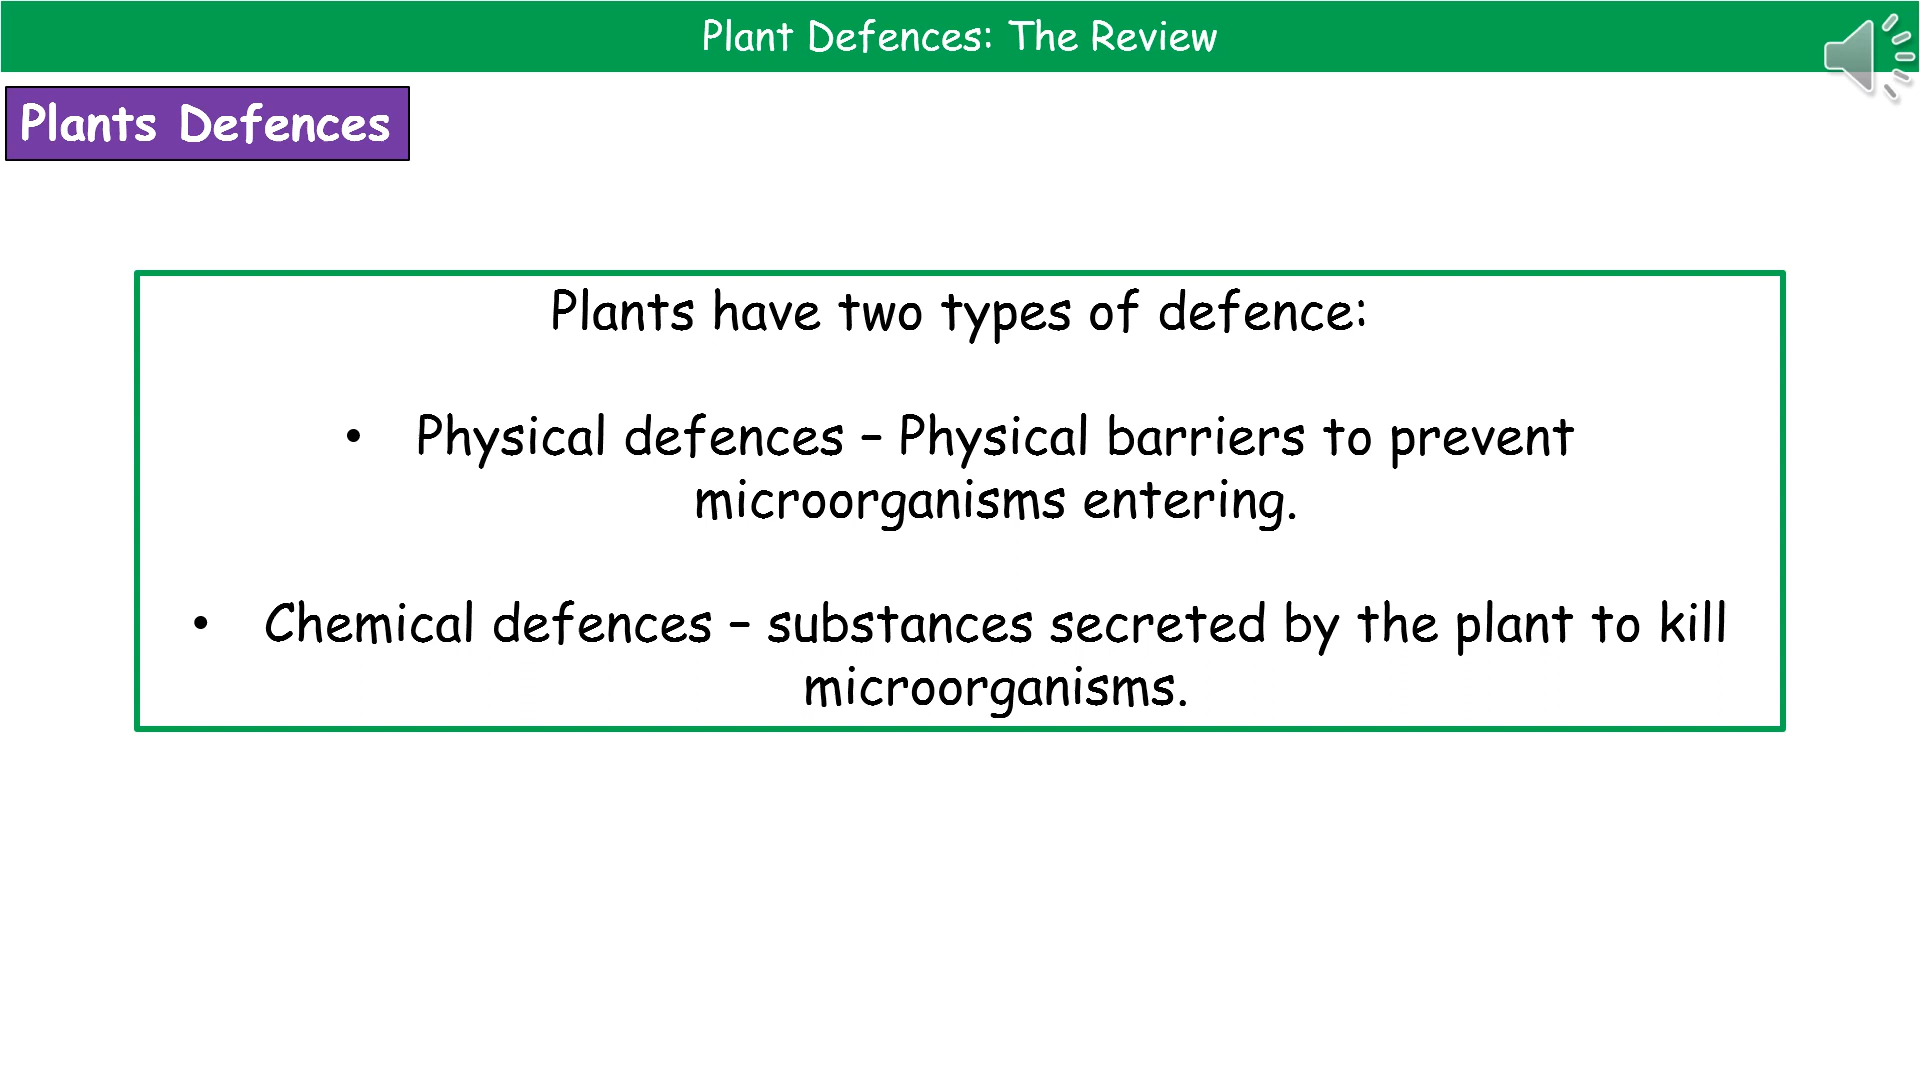 Plant Defences: The Review
Plants Defences
Plants have two types of defence:
• Physical defences – Physical barriers to prevent
microorganisms entering.
• Chemical defences – substances secreted by the plant to kill
microorganisms.